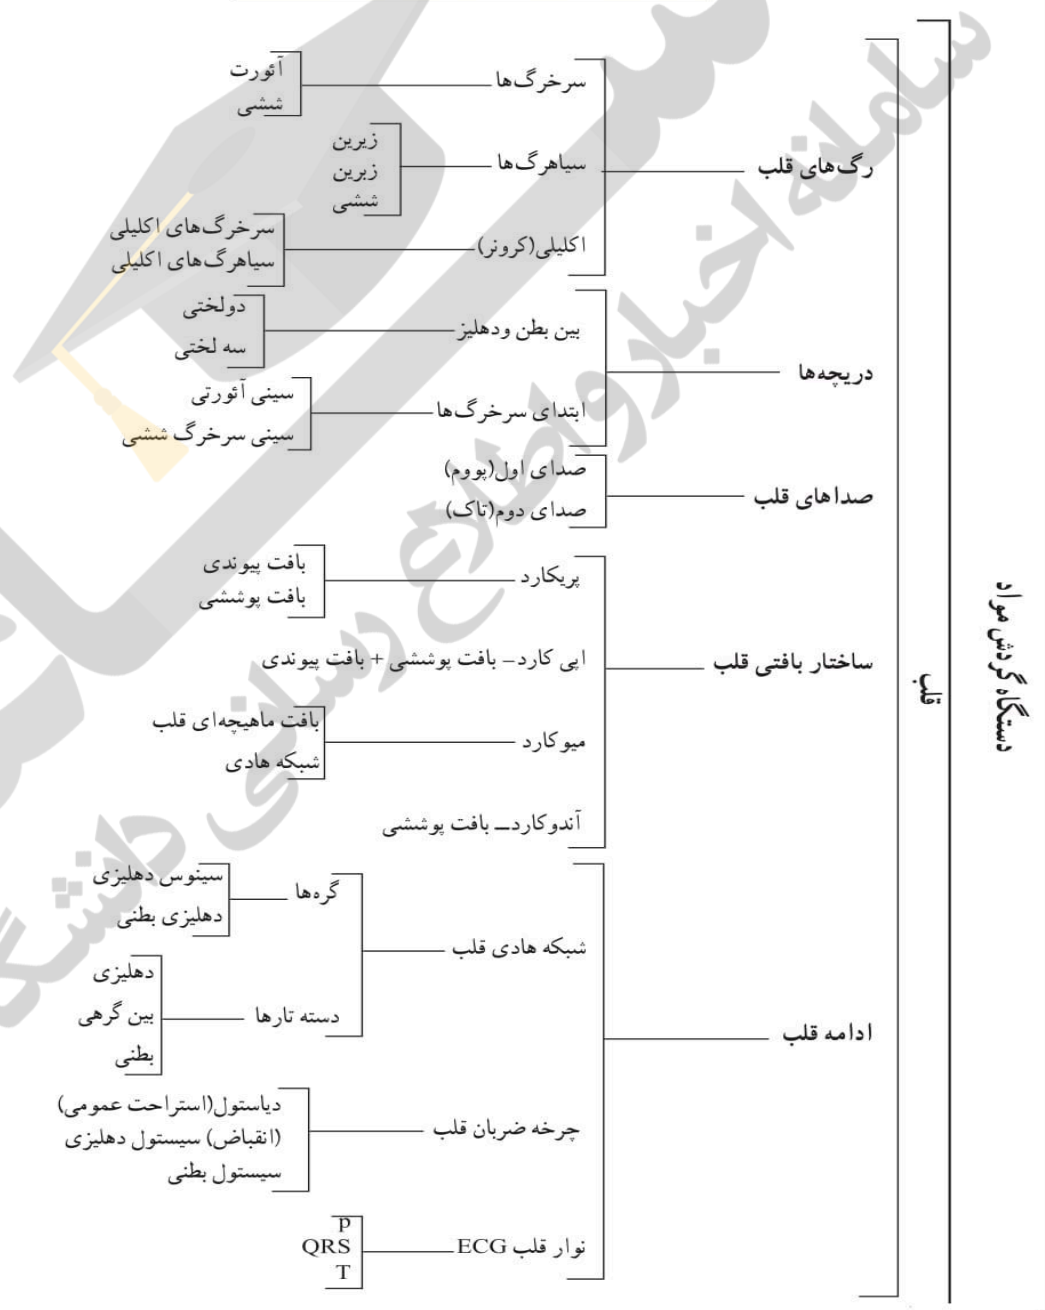 دستگاه گردش مواد
قلب
رگ‌های قلب
سرخرگ‌ها
آئورت
ششی
سیاهرگ‌ها
زیرین
زبرین
ششی
اکلیلی(کرونر)
سرخرگ‌های اکلیلی
سیاهرگ‌های اکلیلی
دریچه‌ها
بین بطن ودهلیز
دولختی
سه لختی
ابتدای سرخرگ‌ها
سینی آئورتی
سینی سرخرگ ششی
صداهای قلب
صدای اول(پووم)
صدای دوم(تاک)
ساختار بافتی قلب
پریکارد
بافت پیوندی
بافت پوششی
اپی کارد– بافت پوششی + بافت پیوندی
میوکارد
بافت ماهیچه‌ای قلب
شبکه هادی
آندوکارد– بافت پوششی
ادامه قلب
شبکه هادی قلب
گره‌ها
سینوس دهلیزی
دهلیزی بطنی
دسته تارها
دهلیزی
بین گرهی
بطنی
چرخه ضربان قلب
دیاستول(استراحت عمومی)
(انقباض) سیستول دهلیزی
سیستول بطنی
نوار قلب ECG
p
QRS
T
سامانه اخبار و اطلاع رسانی